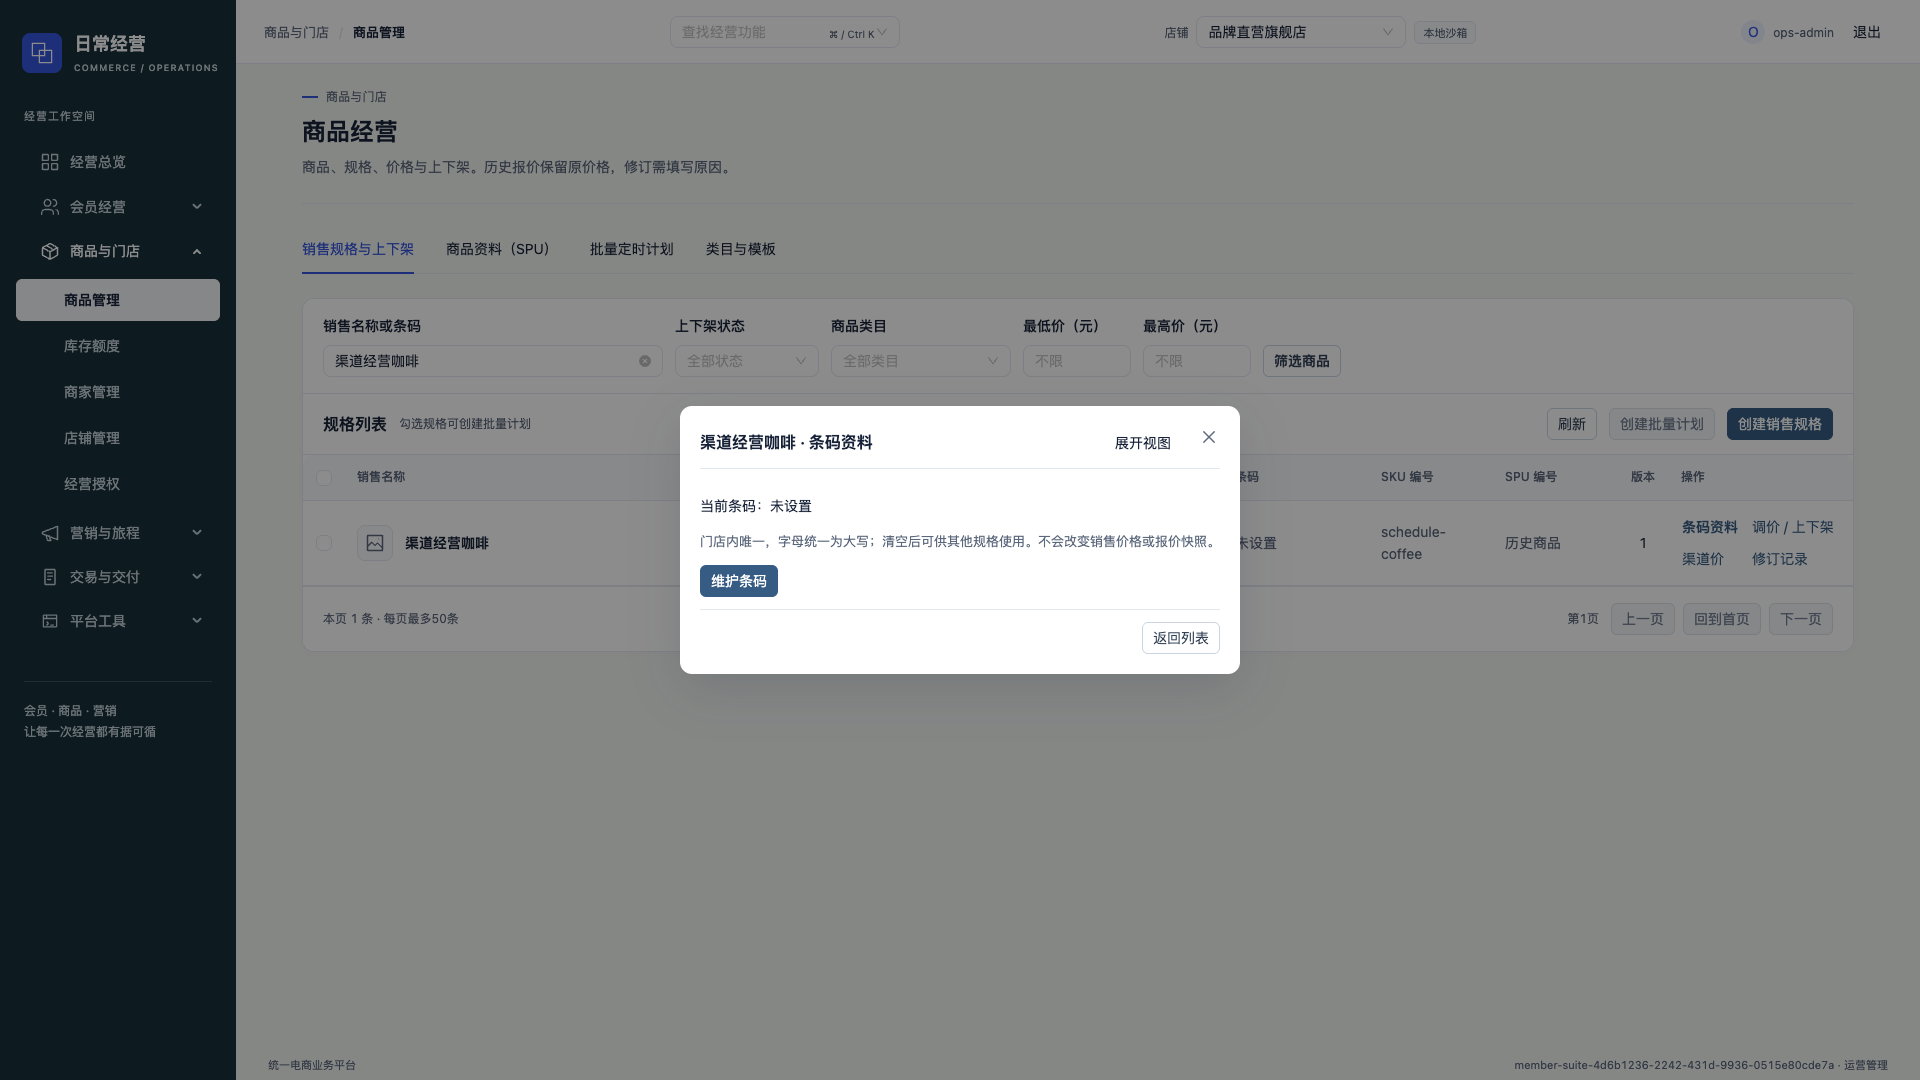 日常经营
COMMERCE / OPERATIONS
经营工作空间
经营总览
会员经营
商品与门店
商品管理
库存额度
商家管理
店铺管理
经营授权
营销与旅程
交易与交付
平台工具
会员 · 商品 · 营销
让每一次经营都有据可循
商品与门店 / 商品管理
查找经营功能 ⌘ / Ctrl K
店铺 品牌直营旗舰店 本地沙箱
O ops-admin 退出
商品与门店
商品经营
商品、规格、价格与上下架。历史报价保留原价格，修订需填写原因。
销售规格与上下架 商品资料（SPU） 批量定时计划 类目与模板
销售名称或条码 上下架状态 商品类目 最低价（元） 最高价（元）
渠道经营咖啡 全部状态 全部类目 不限 不限 筛选商品
规格列表 勾选规格可创建批量计划 刷新 创建批量计划 创建销售规格
销售名称 条码 SKU 编号 SPU 编号 版本 操作
渠道经营咖啡 未设置 schedule-coffee 历史商品 1 条码资料 调价 / 上下架
渠道价 修订记录
本页 1 条 · 每页最多50条 第1页 上一页 回到首页 下一页
渠道经营咖啡 · 条码资料 展开视图
当前条码：未设置
门店内唯一，字母统一为大写；清空后可供其他规格使用。不会改变销售价格或报价快照。
维护条码
返回列表
统一电商业务平台
member-suite-4d6b1236-2242-431d-9936-0515e80cde7a · 运营管理